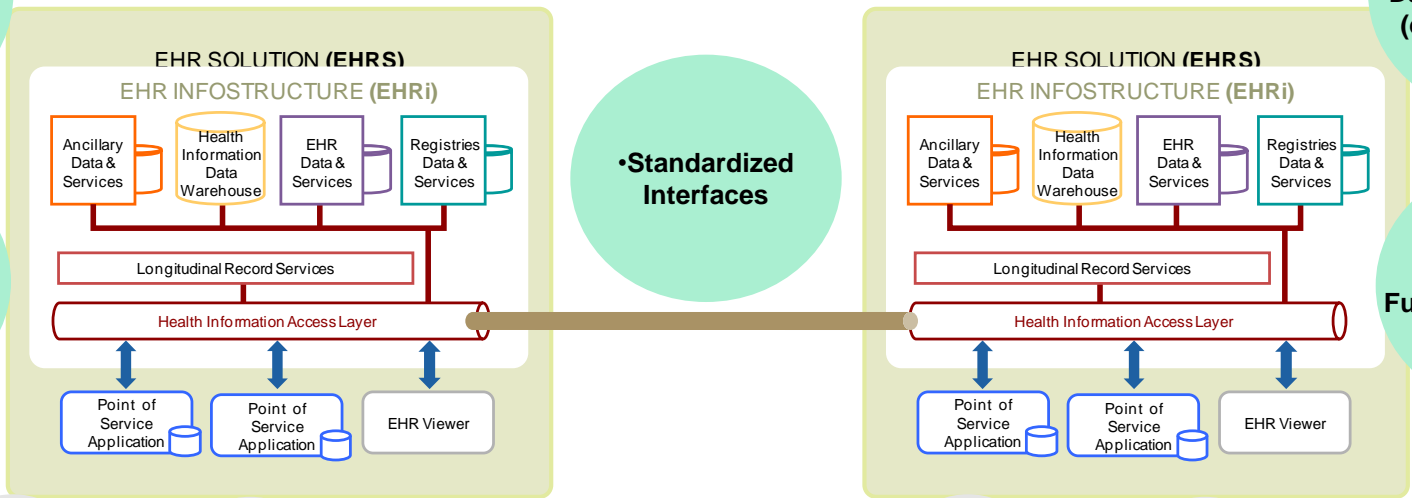 EHR SOLUTION (EHRS)
EHR INFOSTRUCTURE (EHRi)
Ancillary
Data &
Services
Health
Information
Data
Warehouse
EHR
Data &
Services
Registries
Data &
Services
Longitudinal Record Services
Health Information Access Layer
Point of
Service
Application
Point of
Service
Application
EHR Viewer
•Standardized
Interfaces
EHR SOLUTION (EHRS)
EHR INFOSTRUCTURE (EHRi)
Ancillary
Data &
Services
Health
Information
Data
Warehouse
EHR
Data &
Services
Registries
Data &
Services
Longitudinal Record Services
Health Information Access Layer
Point of
Service
Application
Point of
Service
Application
EHR Viewer
Fu